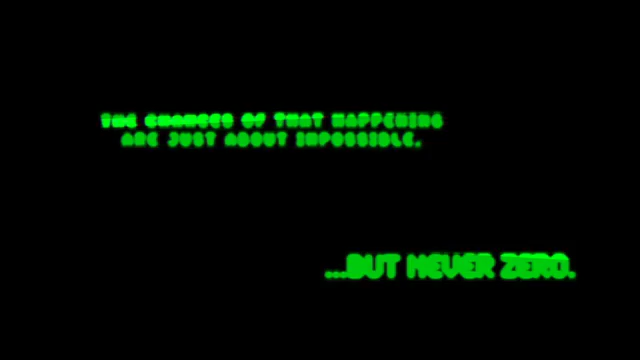 THE CHANCES OF THAT HAPPENING
ARE JUST ABOUT IMPOSSIBLE.
...BUT NEVER ZERO.